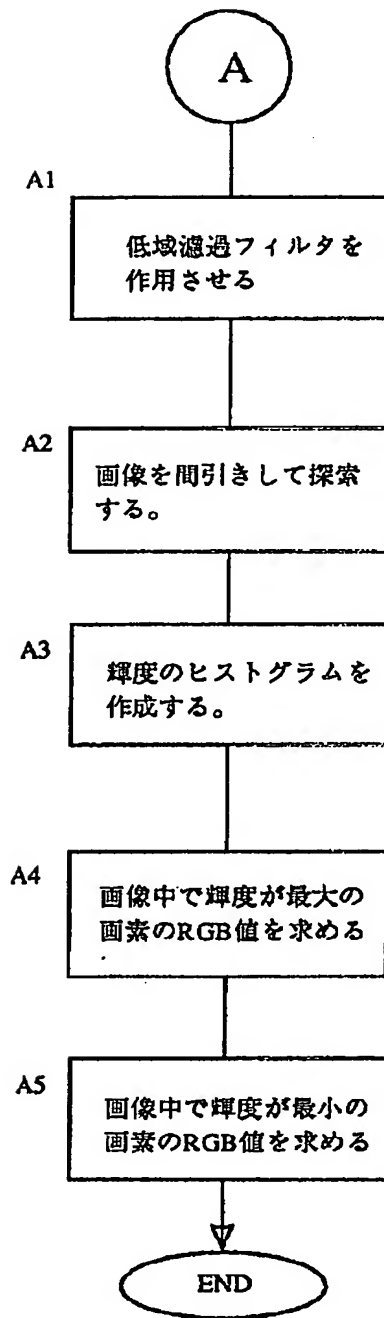 A
A1
低域濾過フィルタを
作用させる
A2
画像を間引きして探索
する。
A3
輝度のヒストグラムを
作成する。
A4
画像中で輝度が最大の
画素のRGB値を求める
A5
画像中で輝度が最小の
画素のRGB値を求める
END